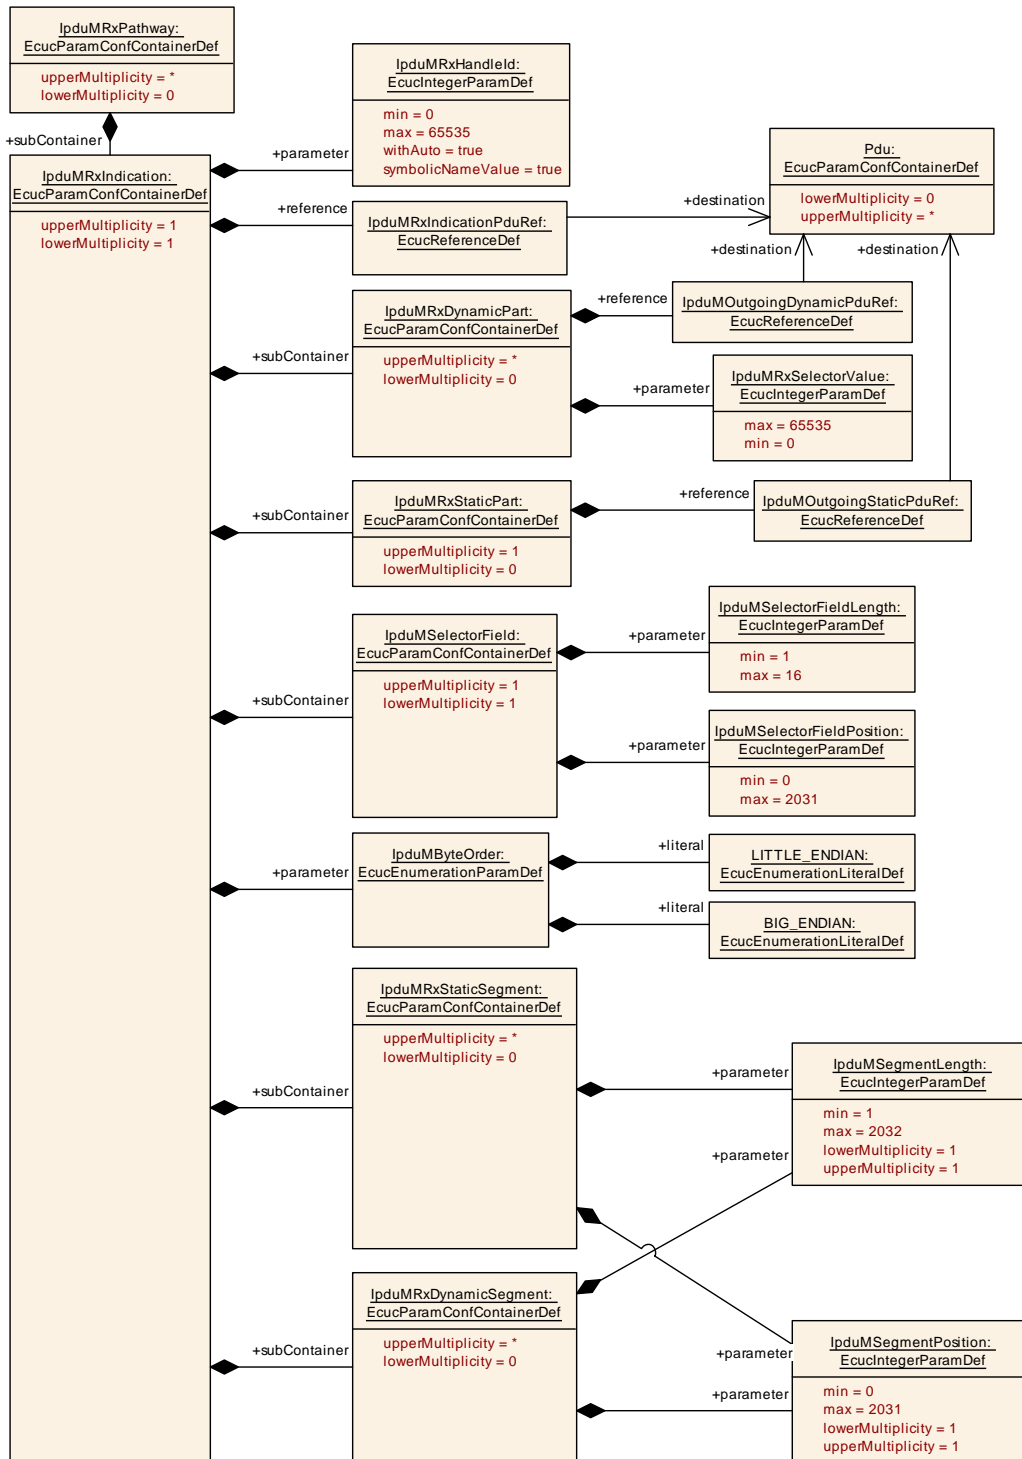 IpduMRxPathway:
EcucParamConfContainerDef
upperMultiplicity = *
lowerMultiplicity = 0
+subContainer
IpduMRxIndication:
EcucParamConfContainerDef
upperMultiplicity = 1
lowerMultiplicity = 1
+parameter
IpduMRxHandleId:
EcucIntegerParamDef
min = 0
max = 65535
withAuto = true
symbolicNameValue = true
+reference
IpduMRxIndicationPduRef:
EcucReferenceDef
+destination
Pdu:
EcucParamConfContainerDef
lowerMultiplicity = 0
upperMultiplicity = *
+destination
+destination
+subContainer
IpduMRxDynamicPart:
EcucParamConfContainerDef
upperMultiplicity = *
lowerMultiplicity = 0
+reference
IpduMOutgoingDynamicPduRef:
EcucReferenceDef
+parameter
IpduMRxSelectorValue:
EcucIntegerParamDef
max = 65535
min = 0
+subContainer
IpduMRxStaticPart:
EcucParamConfContainerDef
upperMultiplicity = 1
lowerMultiplicity = 0
+reference
IpduMOutgoingStaticPduRef:
EcucReferenceDef
+subContainer
IpduMSelectorField:
EcucParamConfContainerDef
upperMultiplicity = 1
lowerMultiplicity = 1
+parameter
IpduMSelectorFieldLength:
EcucIntegerParamDef
min = 1
max = 16
+parameter
IpduMSelectorFieldPosition:
EcucIntegerParamDef
min = 0
max = 2031
+parameter
IpduMByteOrder:
EcucEnumerationParamDef
+literal
LITTLE_ENDIAN:
EcucEnumerationLiteralDef
+literal
BIG_ENDIAN:
EcucEnumerationLiteralDef
+subContainer
IpduMRxStaticSegment:
EcucParamConfContainerDef
upperMultiplicity = *
lowerMultiplicity = 0
+parameter
IpduMSegmentLength:
EcucIntegerParamDef
min = 1
max = 2032
lowerMultiplicity = 1
upperMultiplicity = 1
+parameter
+subContainer
IpduMRxDynamicSegment:
EcucParamConfContainerDef
upperMultiplicity = *
lowerMultiplicity = 0
+parameter
+parameter
IpduMSegmentPosition:
EcucIntegerParamDef
min = 0
max = 2031
lowerMultiplicity = 1
upperMultiplicity = 1